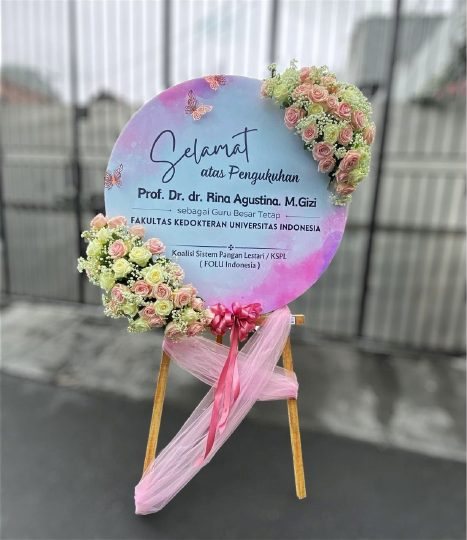 Selamat
atas Pengukuhan
Prof. Dr. dr. Rina Agustina. M.Gizi
sebagai Guru Besar Tetap
FAKULTAS KEDOKTERAN UNIVERSITAS INDONESIA
Koalisi Sistem Pangan Lestari / KSPL
( FOLU Indonesia )